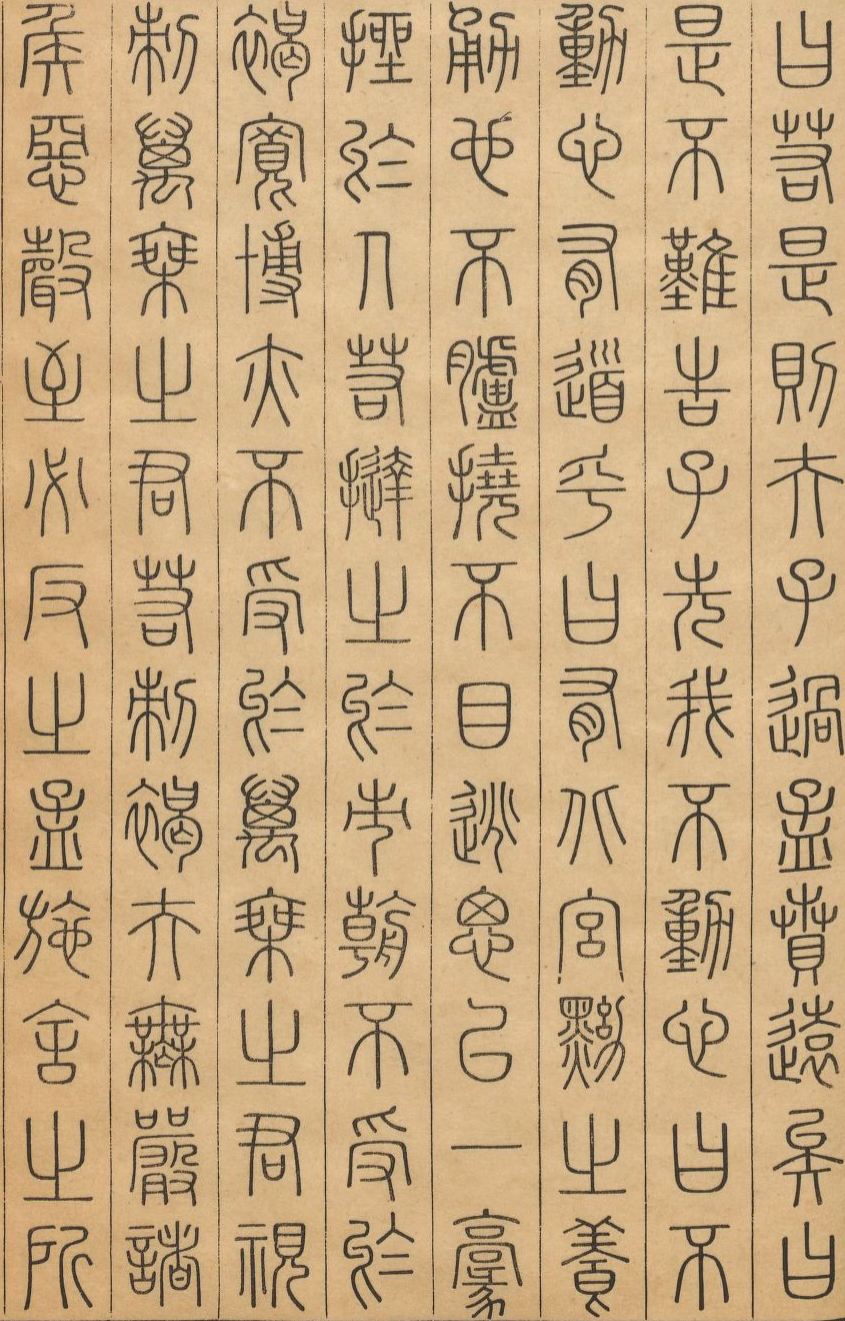 曰若是則夫子過孟賁遠矣曰
是不難告子先我不動心曰不
動心有道乎曰有北宮黝之養
勇也不膚撓不目逃思以一豪
挫於人若撻之於市朝不受於
褐寬博亦不受於萬乘之君視
刺萬乘之君若刺褐夫無嚴諸
侯惡聲至必反之孟施舍之所